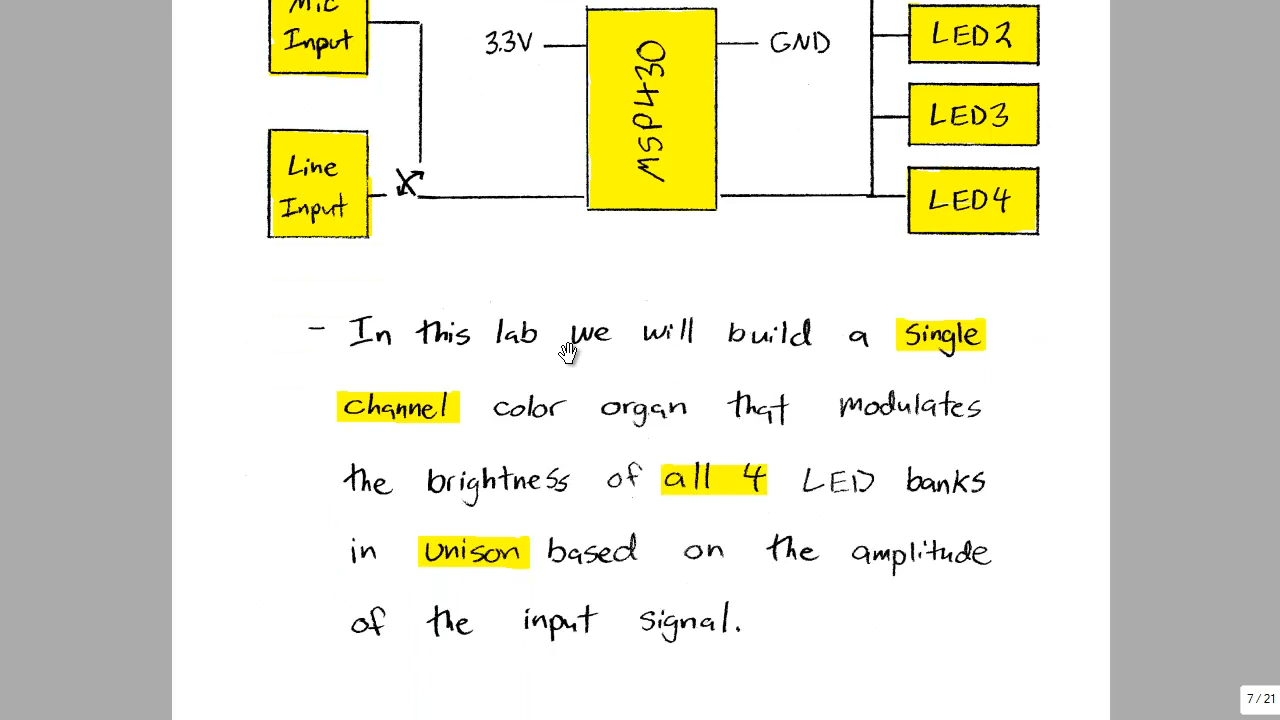 Mic
Input
3.3V
MSP430
GND
LED2
LED3
Line
Input
LED4
- In this lab we will build a single
channel color organ that modulates
the brightness of all 4 LED banks
in unison based on the amplitude
of the input signal.
7 / 21